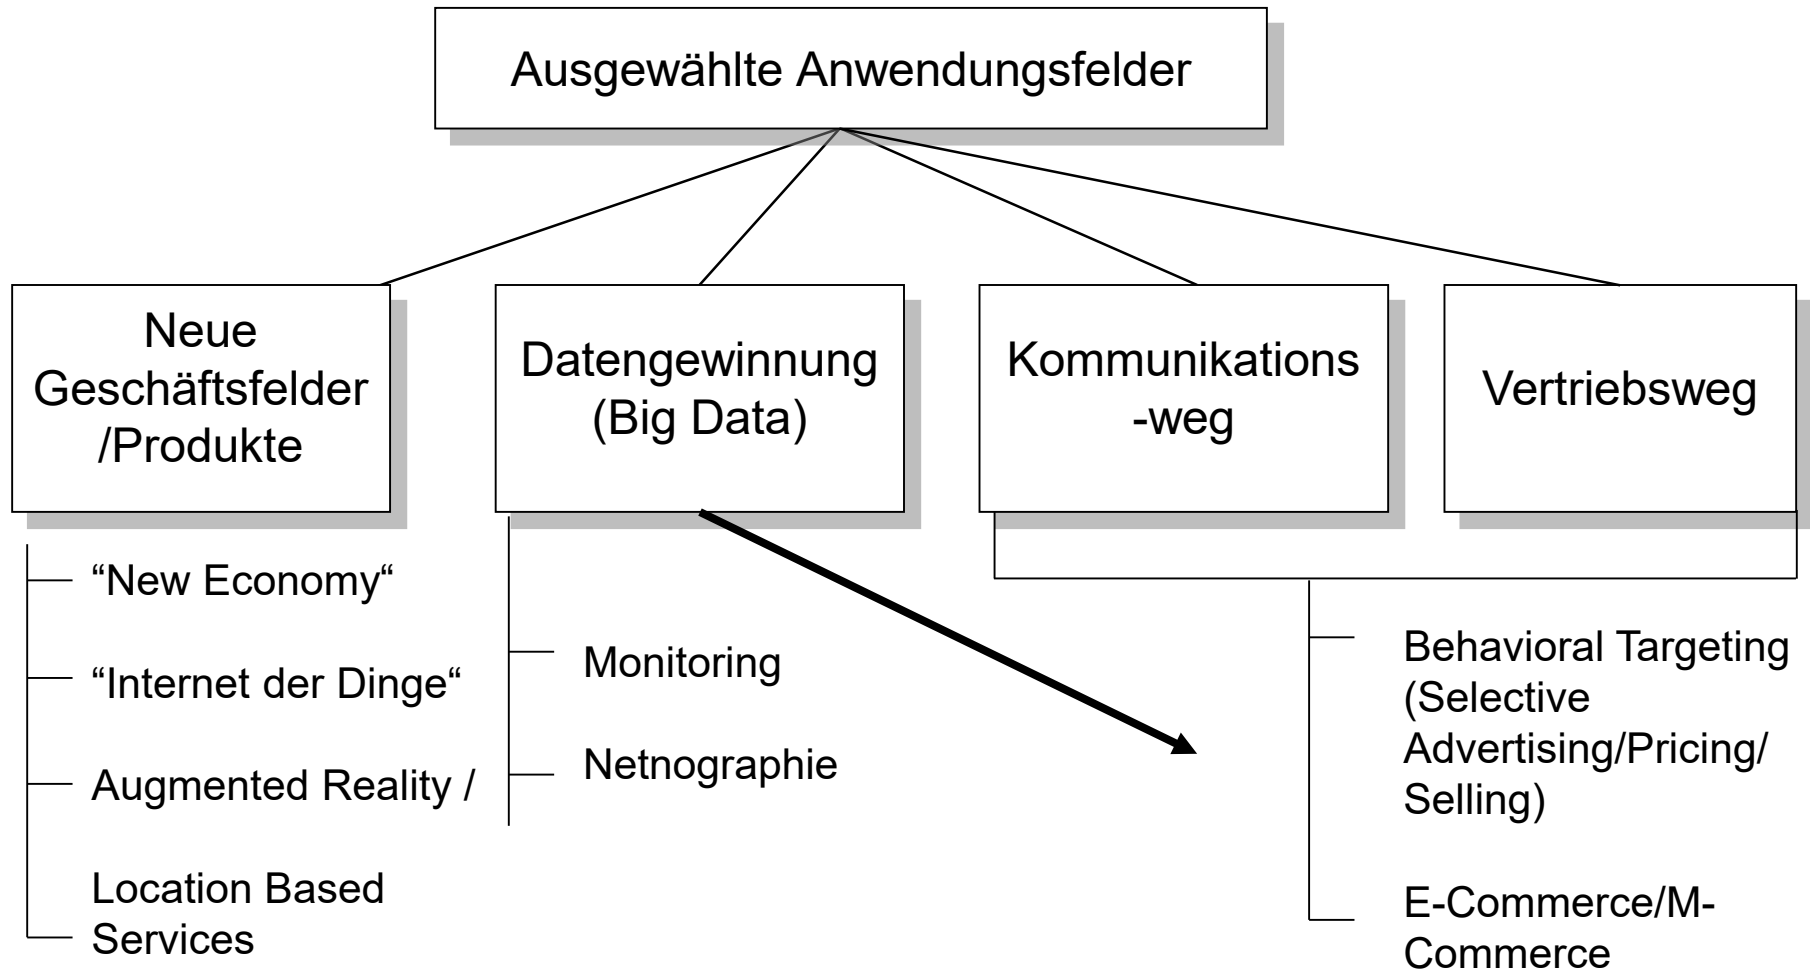 Ausgewählte Anwendungsfelder
Neue
Geschäftsfelder
/Produkte
Datengewinnung
(Big Data)
Kommunikations
-weg
Vertriebsweg
“New Economy“
“Internet der Dinge“
Augmented Reality /
Location Based
Services
Monitoring
Netnographie
Behavioral Targeting
(Selective
Advertising/Pricing/
Selling)
E-Commerce/M-
Commerce